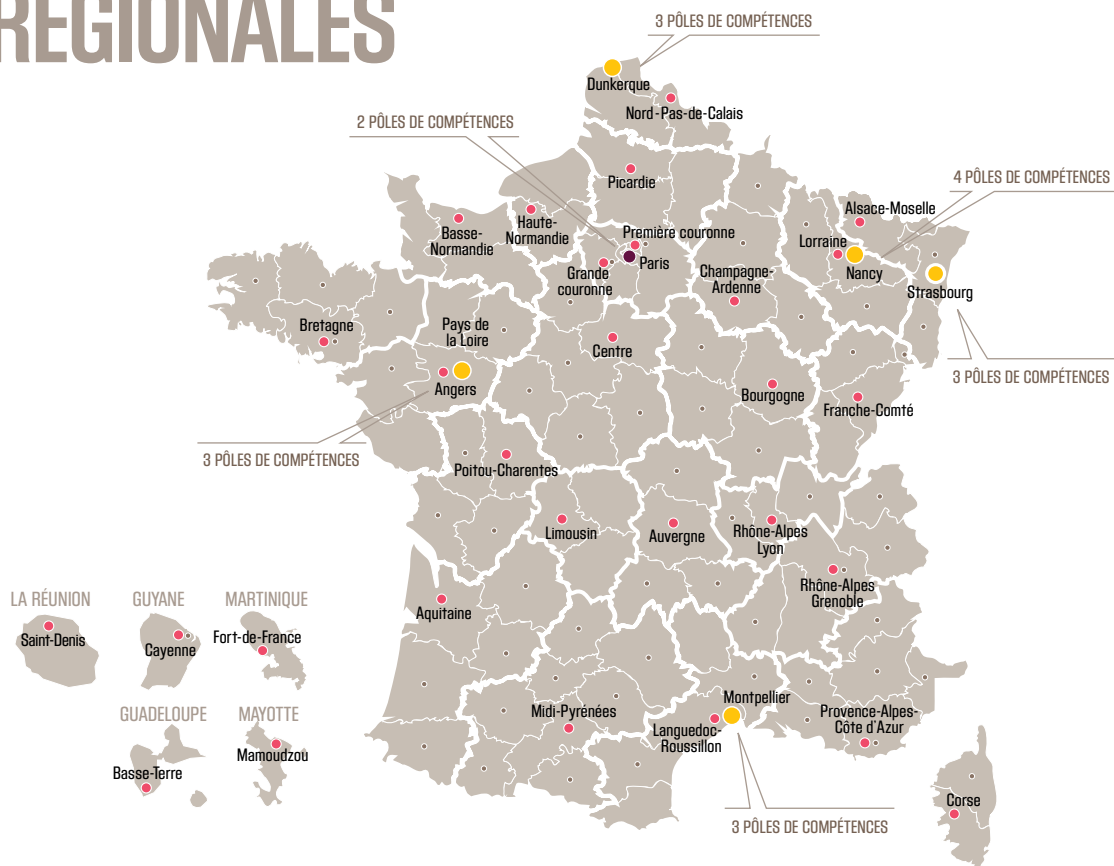 RÉGIONALES
3 PÔLES DE COMPÉTENCES
Dunkerque
Nord-Pas-de-Calais
2 PÔLES DE COMPÉTENCES
Picardie
4 PÔLES DE COMPÉTENCES
Alsace-Moselle
Basse-
Normandie
Haute-
Normandie
Première couronne
Paris
Grande
couronne
Champagne-
Ardenne
Lorraine
Nancy
Strasbourg
Bretagne
Pays de
la Loire
Angers
Centre
Bourgogne
Franche-Comté
3 PÔLES DE COMPÉTENCES
3 PÔLES DE COMPÉTENCES
Poitou-Charentes
Limousin
Auvergne
Rhône-Alpes
Lyon
Rhône-Alpes
Grenoble
Aquitaine
LA RÉUNION
Saint-Denis
GUYANE
Cayenne
MARTINIQUE
Fort-de-France
GUADELOUPE
Basse-Terre
MAYOTTE
Mamoudzou
Midi-Pyrénées
Montpellier
Languedoc-
Roussillon
Provence-Alpes-
Côte d'Azur
3 PÔLES DE COMPÉTENCES
Corse